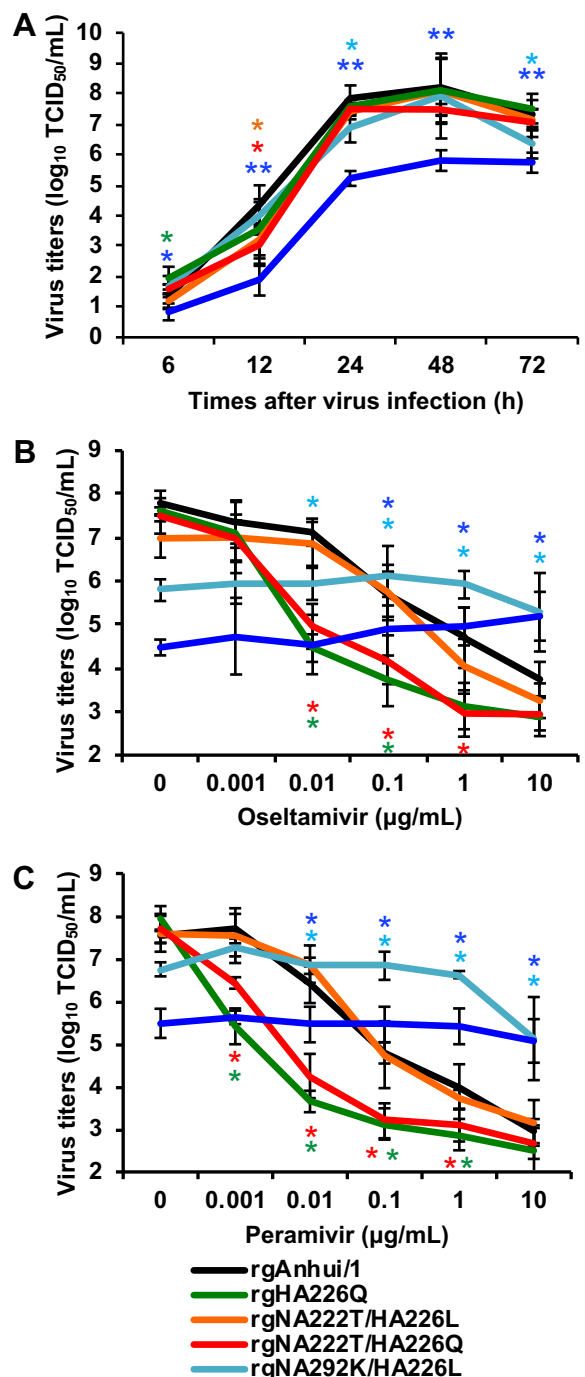 A
Virus titers (log10 TCID50/mL)
10
9
8
7
6
5
4
3
2
1
0
* **
* *
* *
**
* **
**
* **
6 12 24 48 72
Times after virus infection (h)
B
Virus titers (log10 TCID50/mL)
9
8
7
6
5
4
3
2
* * * *
* * *
* * *
* *
0 0.001 0.01 0.1 1 10
Oseltamivir (µg/mL)
C
Virus titers (log10 TCID50/mL)
9
8
7
6
5
4
3
2
* * * *
* * * *
* * * * * *
* *
0 0.001 0.01 0.1 1 10
Peramivir (µg/mL)
rgAnhui/1
rgHA226Q
rgNA222T/HA226L
rgNA222T/HA226Q
rgNA292K/HA226L